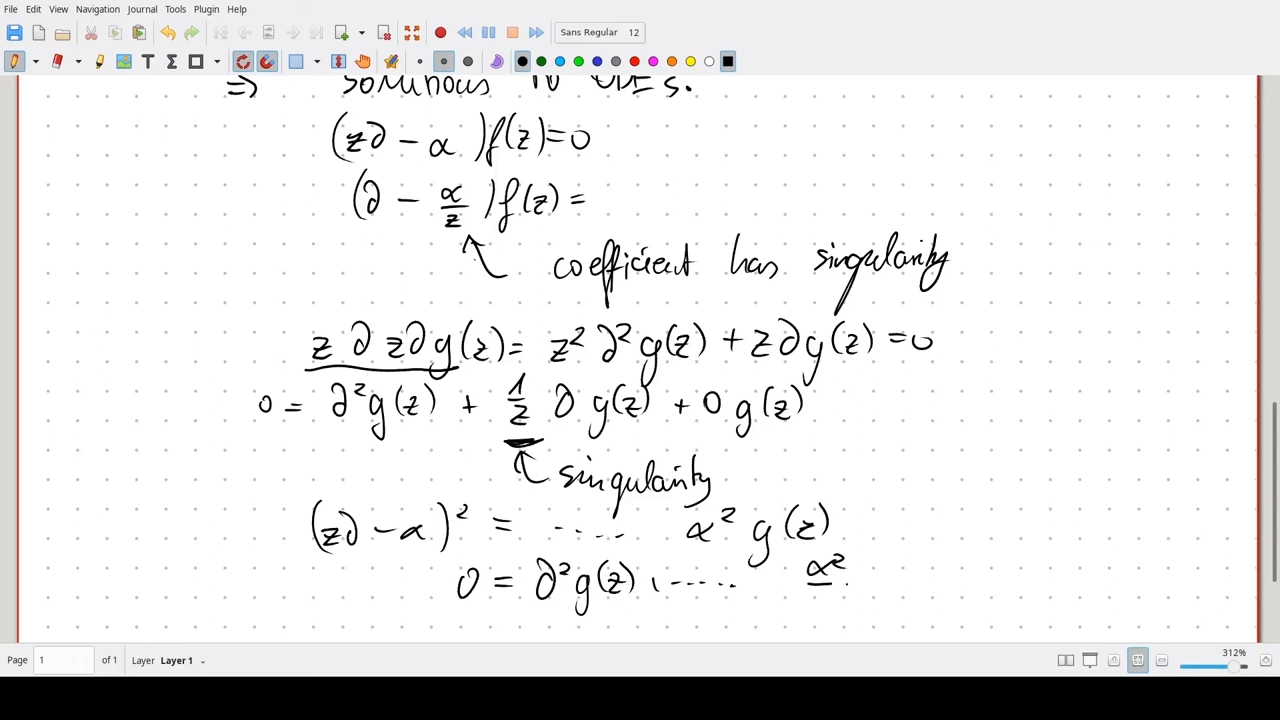 File Edit View Navigation Journal Tools Plugin Help
Sans Regular 12
⇒ solutions to ODEs.
(z∂ − α )f(z)=0
(∂ − α/z )f(z) =
coefficient has singularity
z ∂ z∂g(z)= z² ∂² g(z) + z∂g(z) =0
0 = ∂²g(z) + 1/z ∂ g(z) + 0 g(z)
singularity
(z∂ − α)² = ..... α² g(z)
0 = ∂²g(z) ...... α²
Page 1 of 1 Layer Layer 1 312%